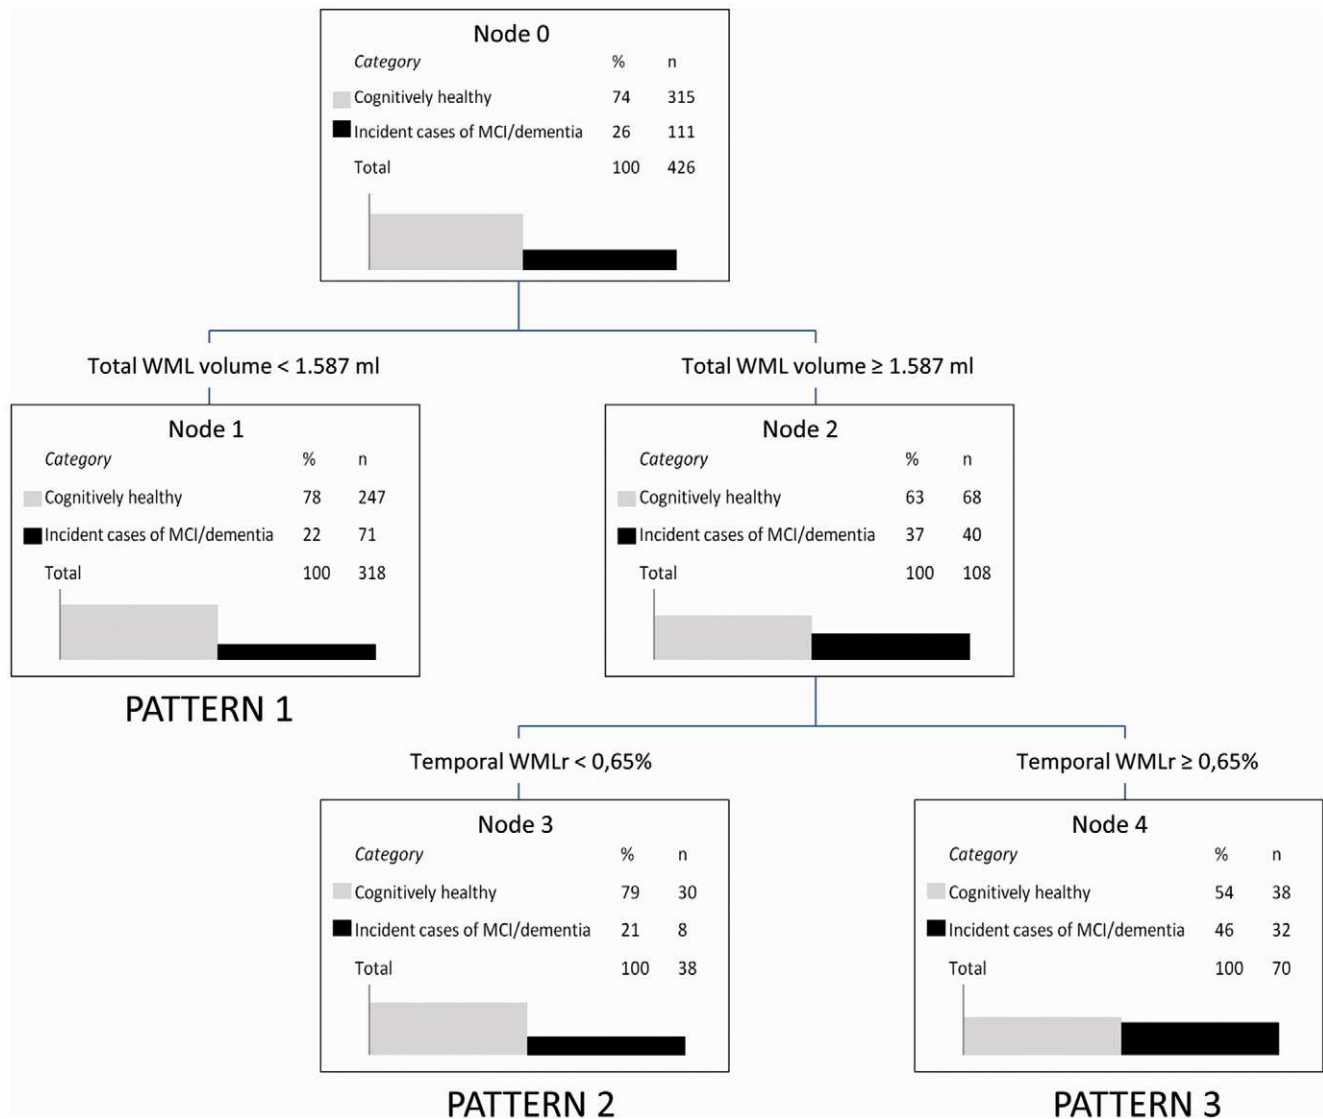 Node 0
Category % n
Cognitively healthy 74 315
Incident cases of MCI/dementia 26 111
Total 100 426
Total WML volume < 1.587 ml
Total WML volume ≥ 1.587 ml
Node 1
Category % n
Cognitively healthy 78 247
Incident cases of MCI/dementia 22 71
Total 100 318
PATTERN 1
Node 2
Category % n
Cognitively healthy 63 68
Incident cases of MCI/dementia 37 40
Total 100 108
Temporal WMLr < 0,65%
Temporal WMLr ≥ 0,65%
Node 3
Category % n
Cognitively healthy 79 30
Incident cases of MCI/dementia 21 8
Total 100 38
PATTERN 2
Node 4
Category % n
Cognitively healthy 54 38
Incident cases of MCI/dementia 46 32
Total 100 70
PATTERN 3